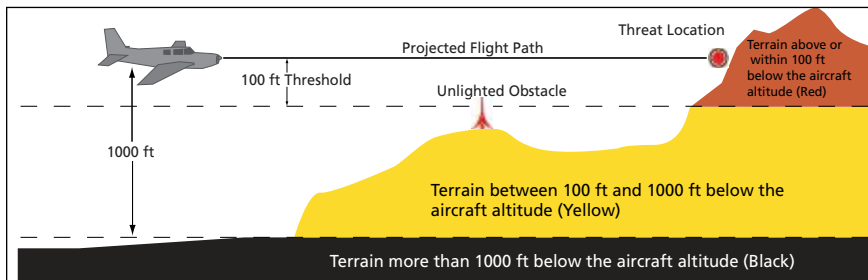 Threat Location
Projected Flight Path
Terrain above or
within 100 ft
below the aircraft
altitude (Red)
100 ft Threshold
Unlighted Obstacle
1000 ft
Terrain between 100 ft and 1000 ft below the
aircraft altitude (Yellow)
Terrain more than 1000 ft below the aircraft altitude (Black)